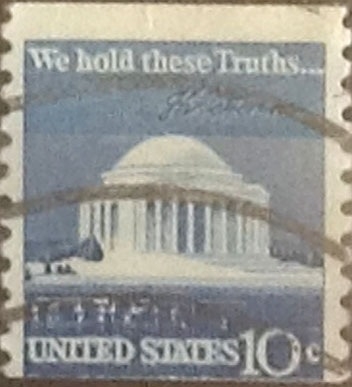 We hold these Truths...
UNITED STATES 10c